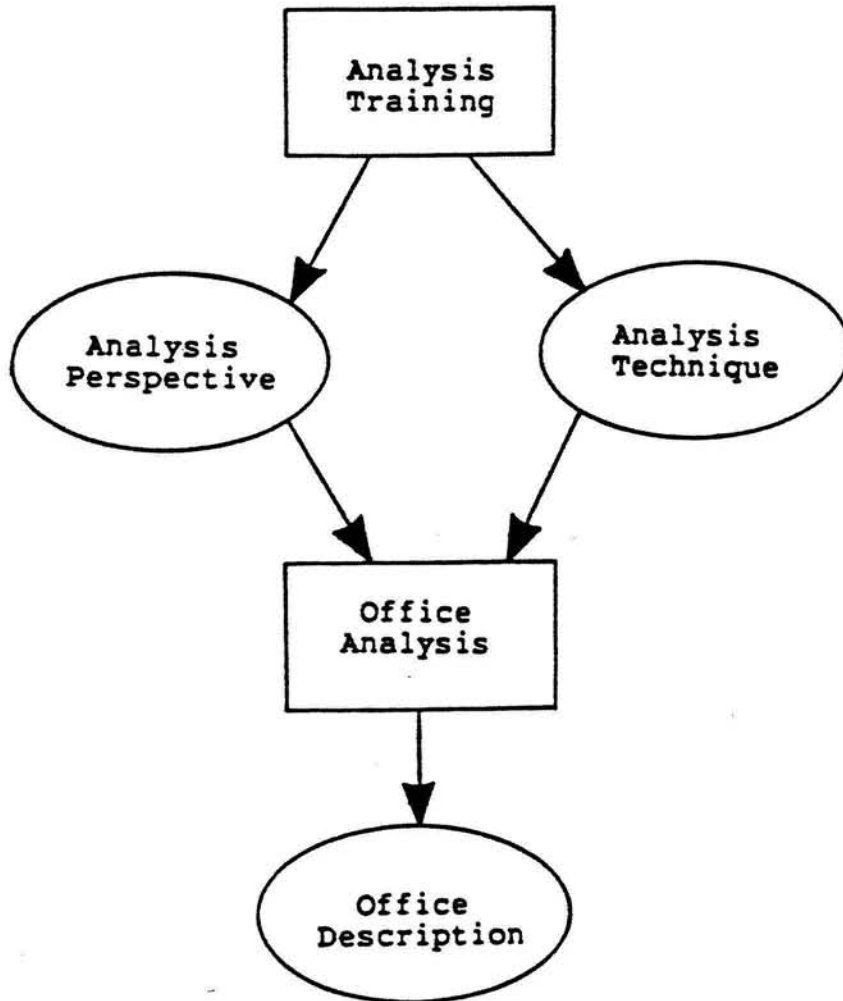 Analysis
Training
Analysis
Perspective
Analysis
Technique
Office
Analysis
Office
Description